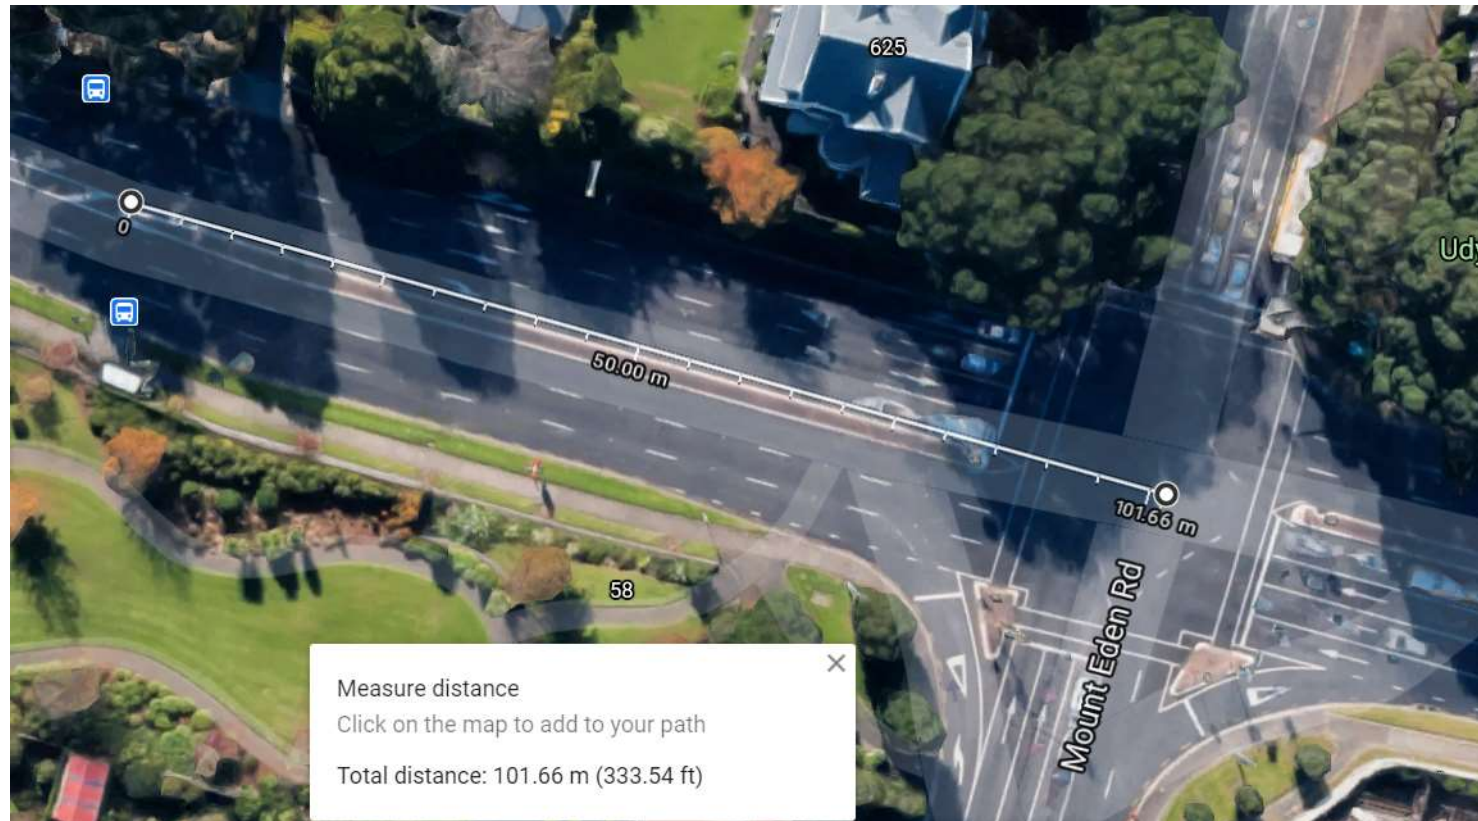 625
Udy
0
50.00 m
101.66 m
58
Mount Eden Rd
Measure distance
Click on the map to add to your path
Total distance: 101.66 m (333.54 ft)